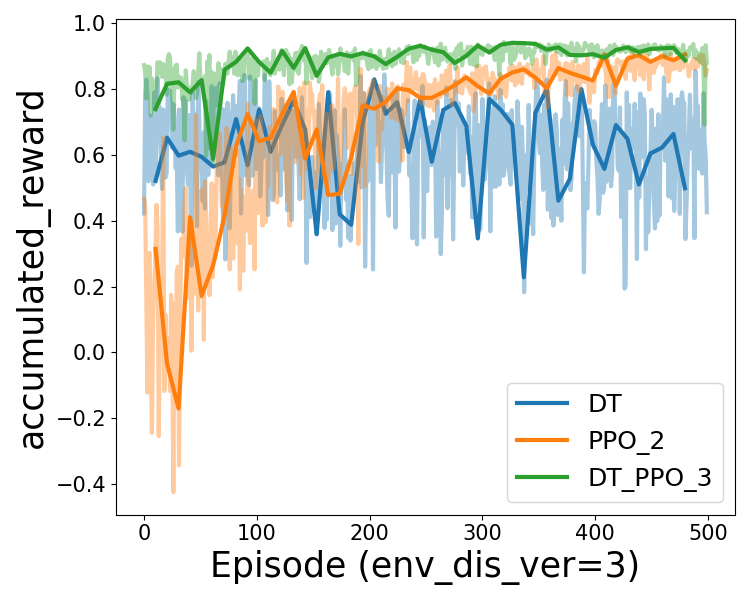 1.0
0.8
0.6
0.4
0.2
0.0
−0.2
−0.4
accumulated_reward
DT
PPO_2
DT_PPO_3
0 100 200 300 400 500
Episode (env_dis_ver=3)